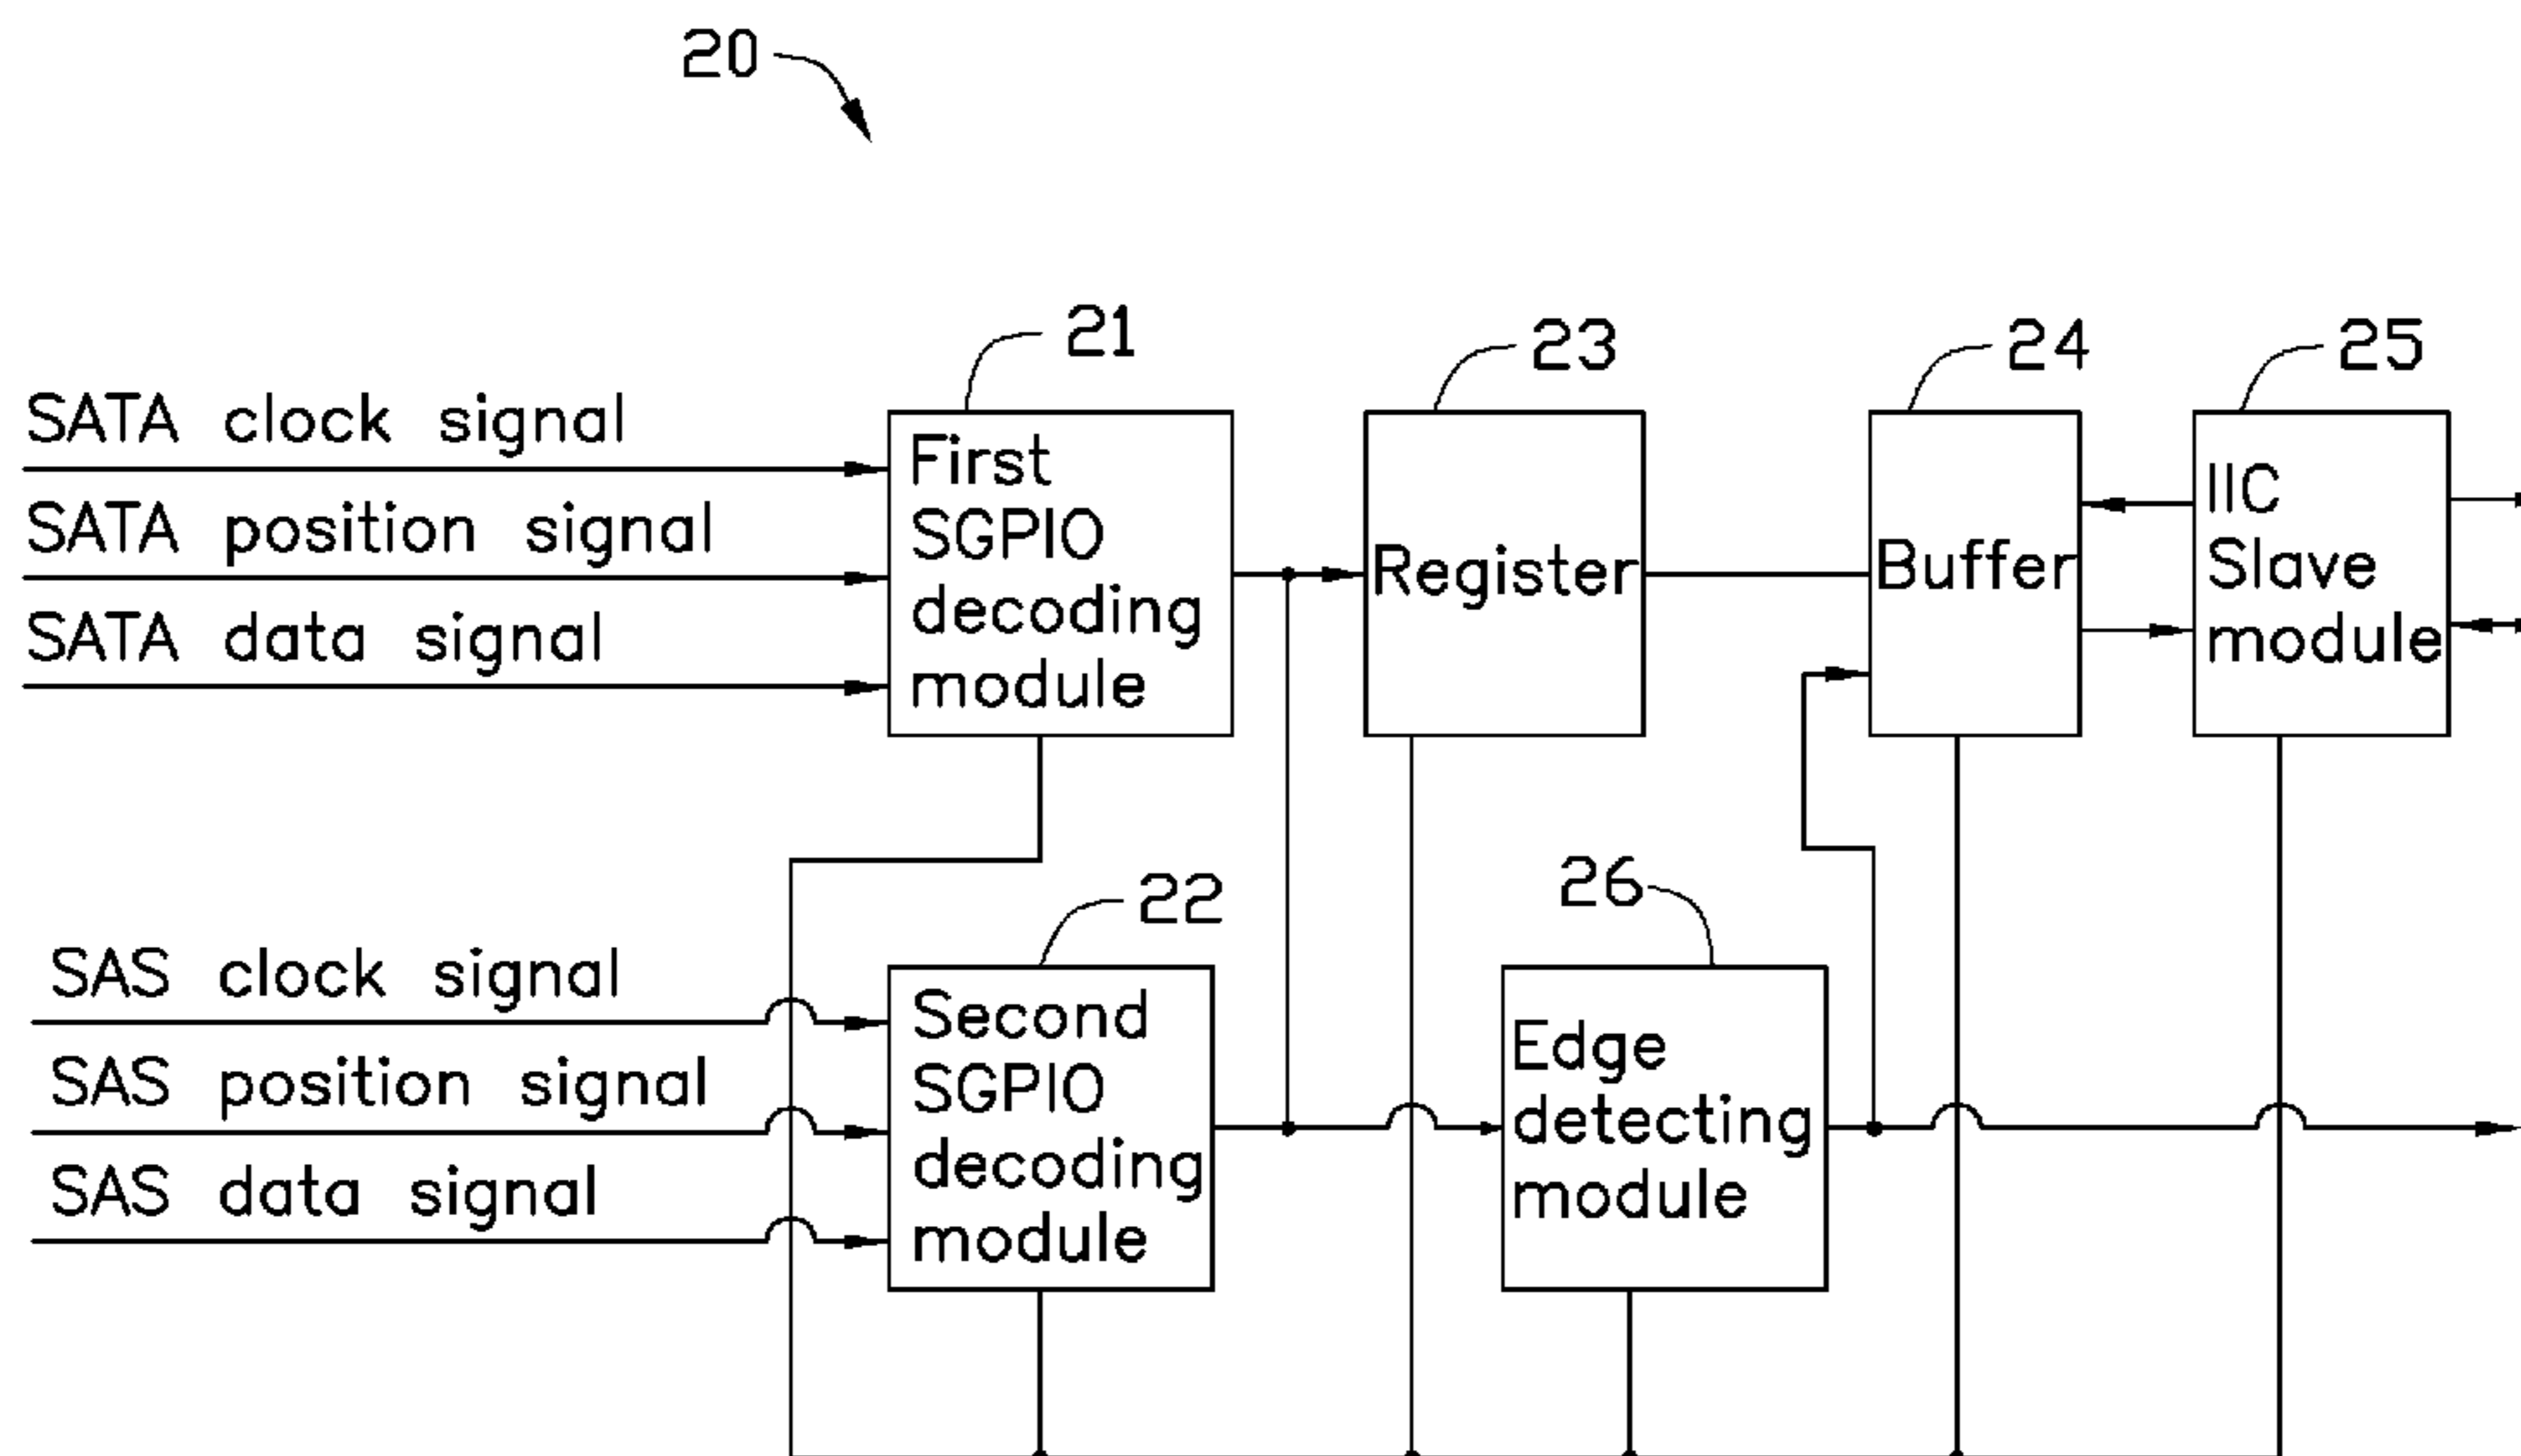 20
21
23
24
25
SATA clock signal
SATA position signal
SATA data signal
First
SGPIO
decoding
module
Register
Buffer
IIC
Slave
module
22
26
SAS clock signal
SAS position signal
SAS data signal
Second
SGPIO
decoding
module
Edge
detecting
module